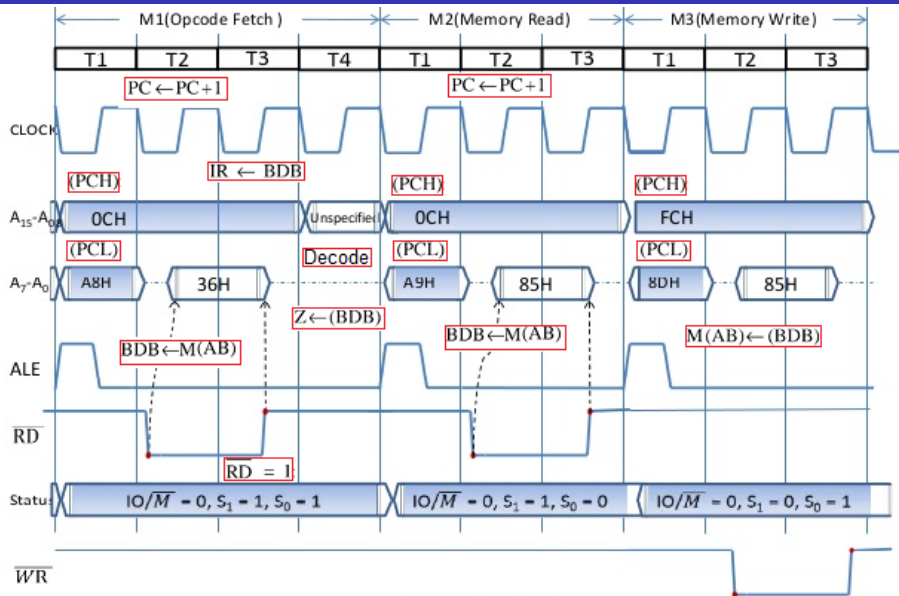 M1(Opcode Fetch ) M2(Memory Read) M3(Memory Write)
T1 T2 T3 T4 T1 T2 T3 T1 T2 T3
PC ← PC+1 PC ← PC+1
CLOCK
IR ← BDB
(PCH) (PCH) (PCH)
A15-A0 0CH Unspecified 0CH FCH
(PCL) Decode (PCL) (PCL)
A7-A0 A8H 36H A9H 85H 8DH 85H
Z←(BDB)
BDB←M(AB) BDB←M(AB) M(AB)←(BDB)
ALE
RD
RD = 1
Status IO/M = 0, S1 = 1, S0 = 1 IO/M = 0, S1 = 1, S0 = 0 IO/M = 0, S1 = 0, S0 = 1
WR